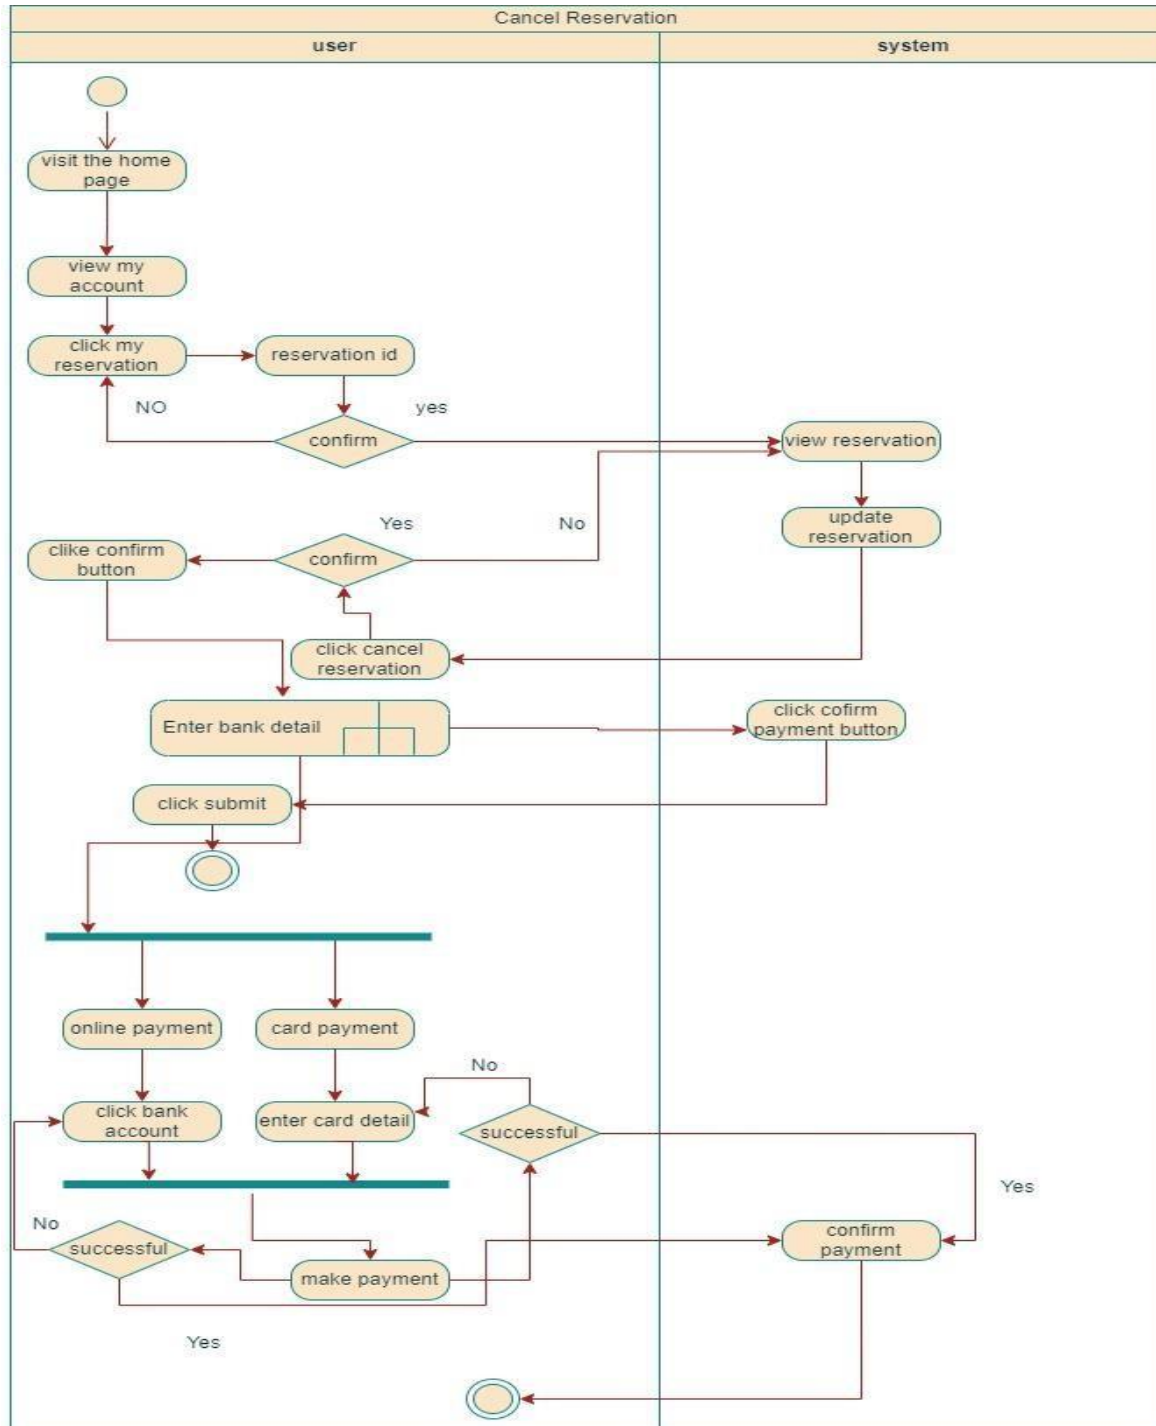 Cancel Reservation
user
system
visit the home
page
view my
account
click my
reservation
reservation id
NO
yes
confirm
view reservation
Yes
No
update
reservation
clike confirm
button
confirm
click cancel
reservation
Enter bank detail
click cofirm
payment button
click submit
online payment
card payment
No
click bank
account
enter card detail
successful
Yes
No
successful
confirm
payment
make payment
Yes